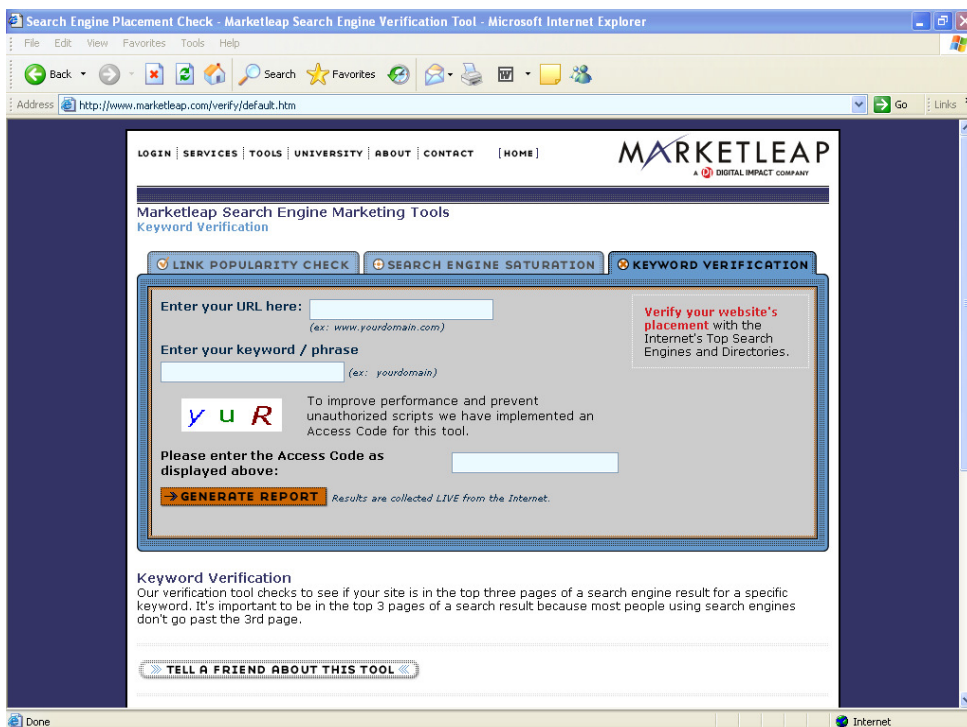 Search Engine Placement Check - Marketleap Search Engine Verification Tool - Microsoft Internet Explorer
File Edit View Favorites Tools Help
Back Search Favorites W
Address http://www.marketleap.com/verify/default.htm Go Links
LOGIN SERVICES TOOLS UNIVERSITY ABOUT CONTACT [HOME]
MARKETLEAP
A Di DIGITAL IMPACT COMPANY
Marketleap Search Engine Marketing Tools
Keyword Verification
LINK POPULARITY CHECK SEARCH ENGINE SATURATION KEYWORD VERIFICATION
Enter your URL here:
(ex: www.yourdomain.com)
Enter your keyword / phrase
(ex: yourdomain)
Verify your website's
placement with the
Internet's Top Search
Engines and Directories.
y u R
To improve performance and prevent
unauthorized scripts we have implemented an
Access Code for this tool.
Please enter the Access Code as
displayed above:
GENERATE REPORT Results are collected LIVE from the Internet.
Keyword Verification
Our verification tool checks to see if your site is in the top three pages of a search engine result for a specific
keyword. It's important to be in the top 3 pages of a search result because most people using search engines
don't go past the 3rd page.
TELL A FRIEND ABOUT THIS TOOL
Done Internet